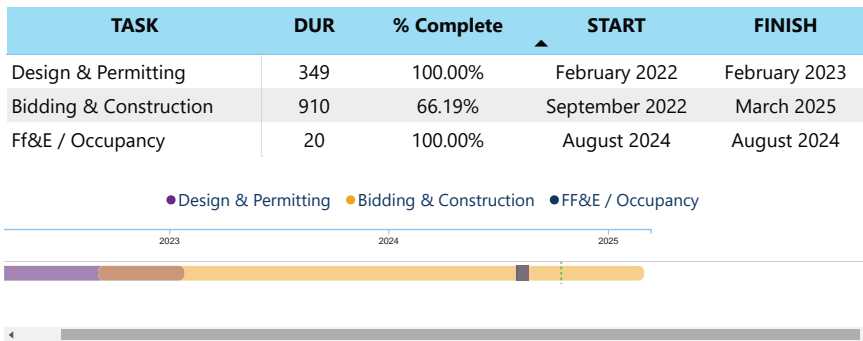 TASK DUR % Complete START FINISH
Design & Permitting 349 100.00% February 2022 February 2023
Bidding & Construction 910 66.19% September 2022 March 2025
Ff&E / Occupancy 20 100.00% August 2024 August 2024
Design & Permitting Bidding & Construction FF&E / Occupancy
2023 2024 2025